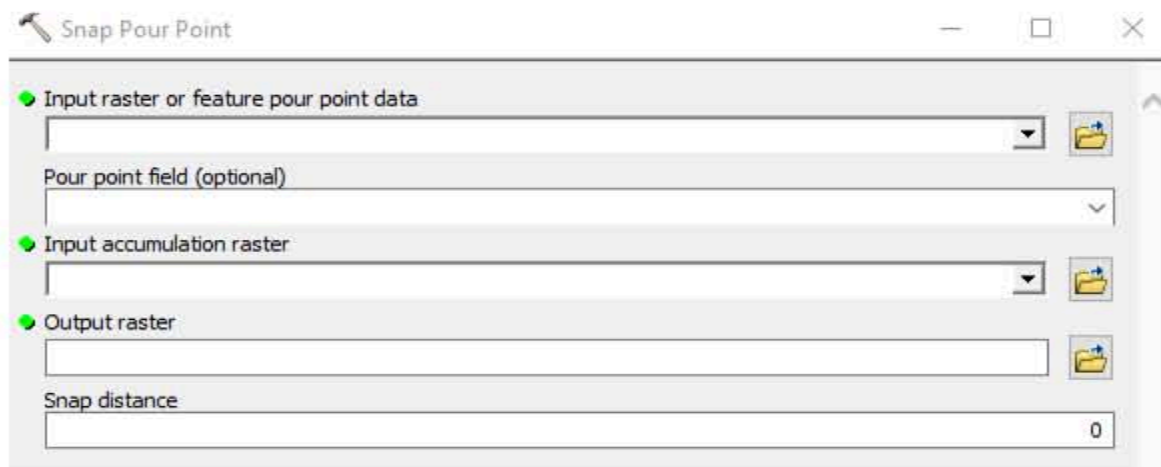 Snap Pour Point
Input raster or feature pour point data
Pour point field (optional)
Input accumulation raster
Output raster
Snap distance
0